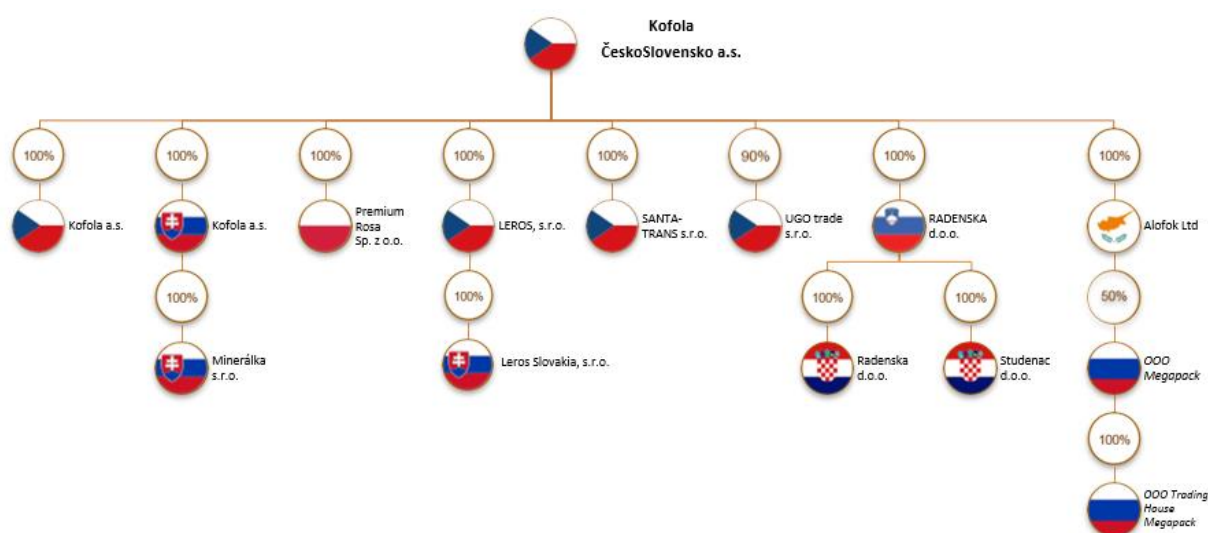 Kofola
ČeskoSlovensko a.s.
100%
100%
100%
100%
100%
90%
100%
100%
Kofola a.s.
Kofola a.s.
Premium
Rosa
Sp. z o.o.
LEROS, s.r.o.
SANTA-
TRANS s.r.o.
UGO trade
s.r.o.
RADENSKA
d.o.o.
Alofok Ltd
100%
100%
100%
100%
50%
Minerálka
s.r.o.
Leros Slovakia, s.r.o.
Radenska
d.o.o.
Studenac
d.o.o.
OOO
Megapack
100%
OOO Trading
House
Megapack